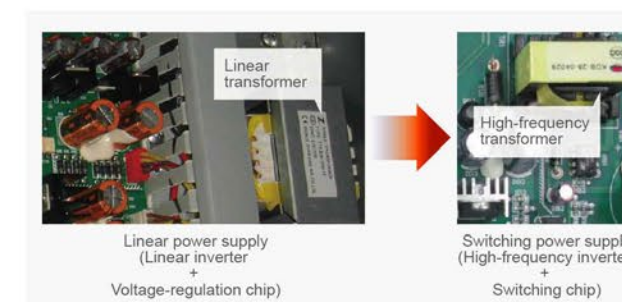 Linear
transformer
High-frequency
transformer
Linear power supply
(Linear inverter
+
Voltage-regulation chip)
Switching power suppl
(High-frequency inverte
+
Switching chip)